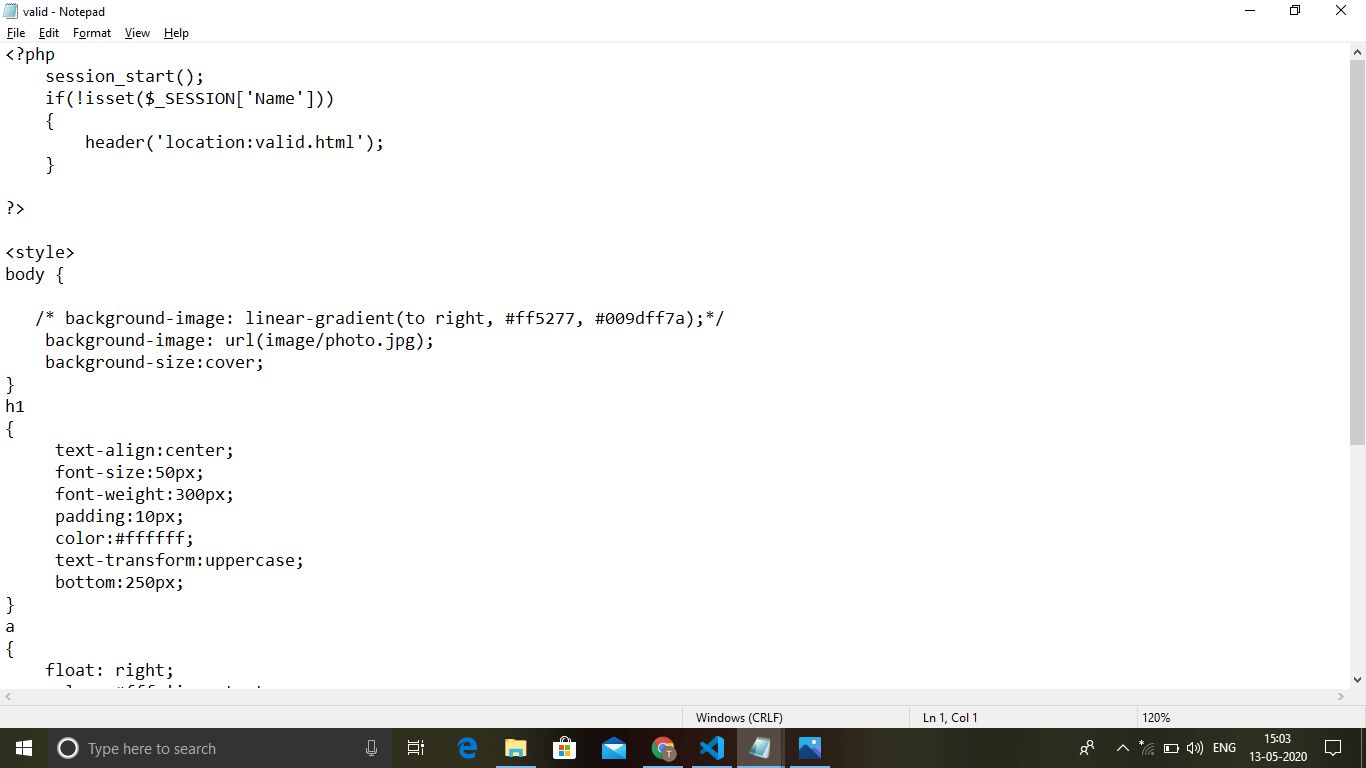 valid - Notepad
File Edit Format View Help
<?php
    session_start();
    if(!isset($_SESSION['Name']))
    {
        header('location:valid.html');
    }
?>
<style>
body {
   /* background-image: linear-gradient(to right, #ff5277, #009dff7a);*/
    background-image: url(image/photo.jpg);
    background-size:cover;
}
h1
{
     text-align:center;
     font-size:50px;
     font-weight:300px;
     padding:10px;
     color:#ffffff;
     text-transform:uppercase;
     bottom:250px;
}
a
{
    float: right;
Windows (CRLF) Ln 1, Col 1 120%
Type here to search
ENG
15:03
13-05-2020